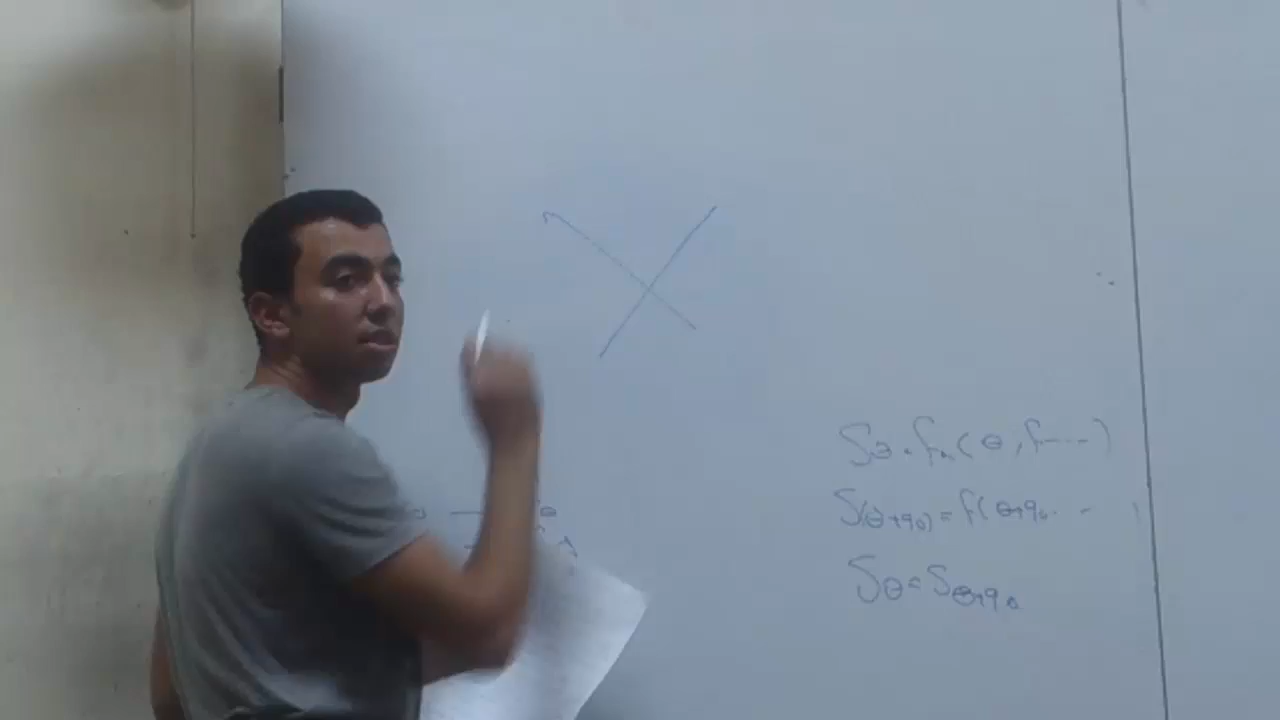 Sθ = fn(θ, f----)
S(θ+90) = f(θ+90. - -
Sθ = Sθ+90